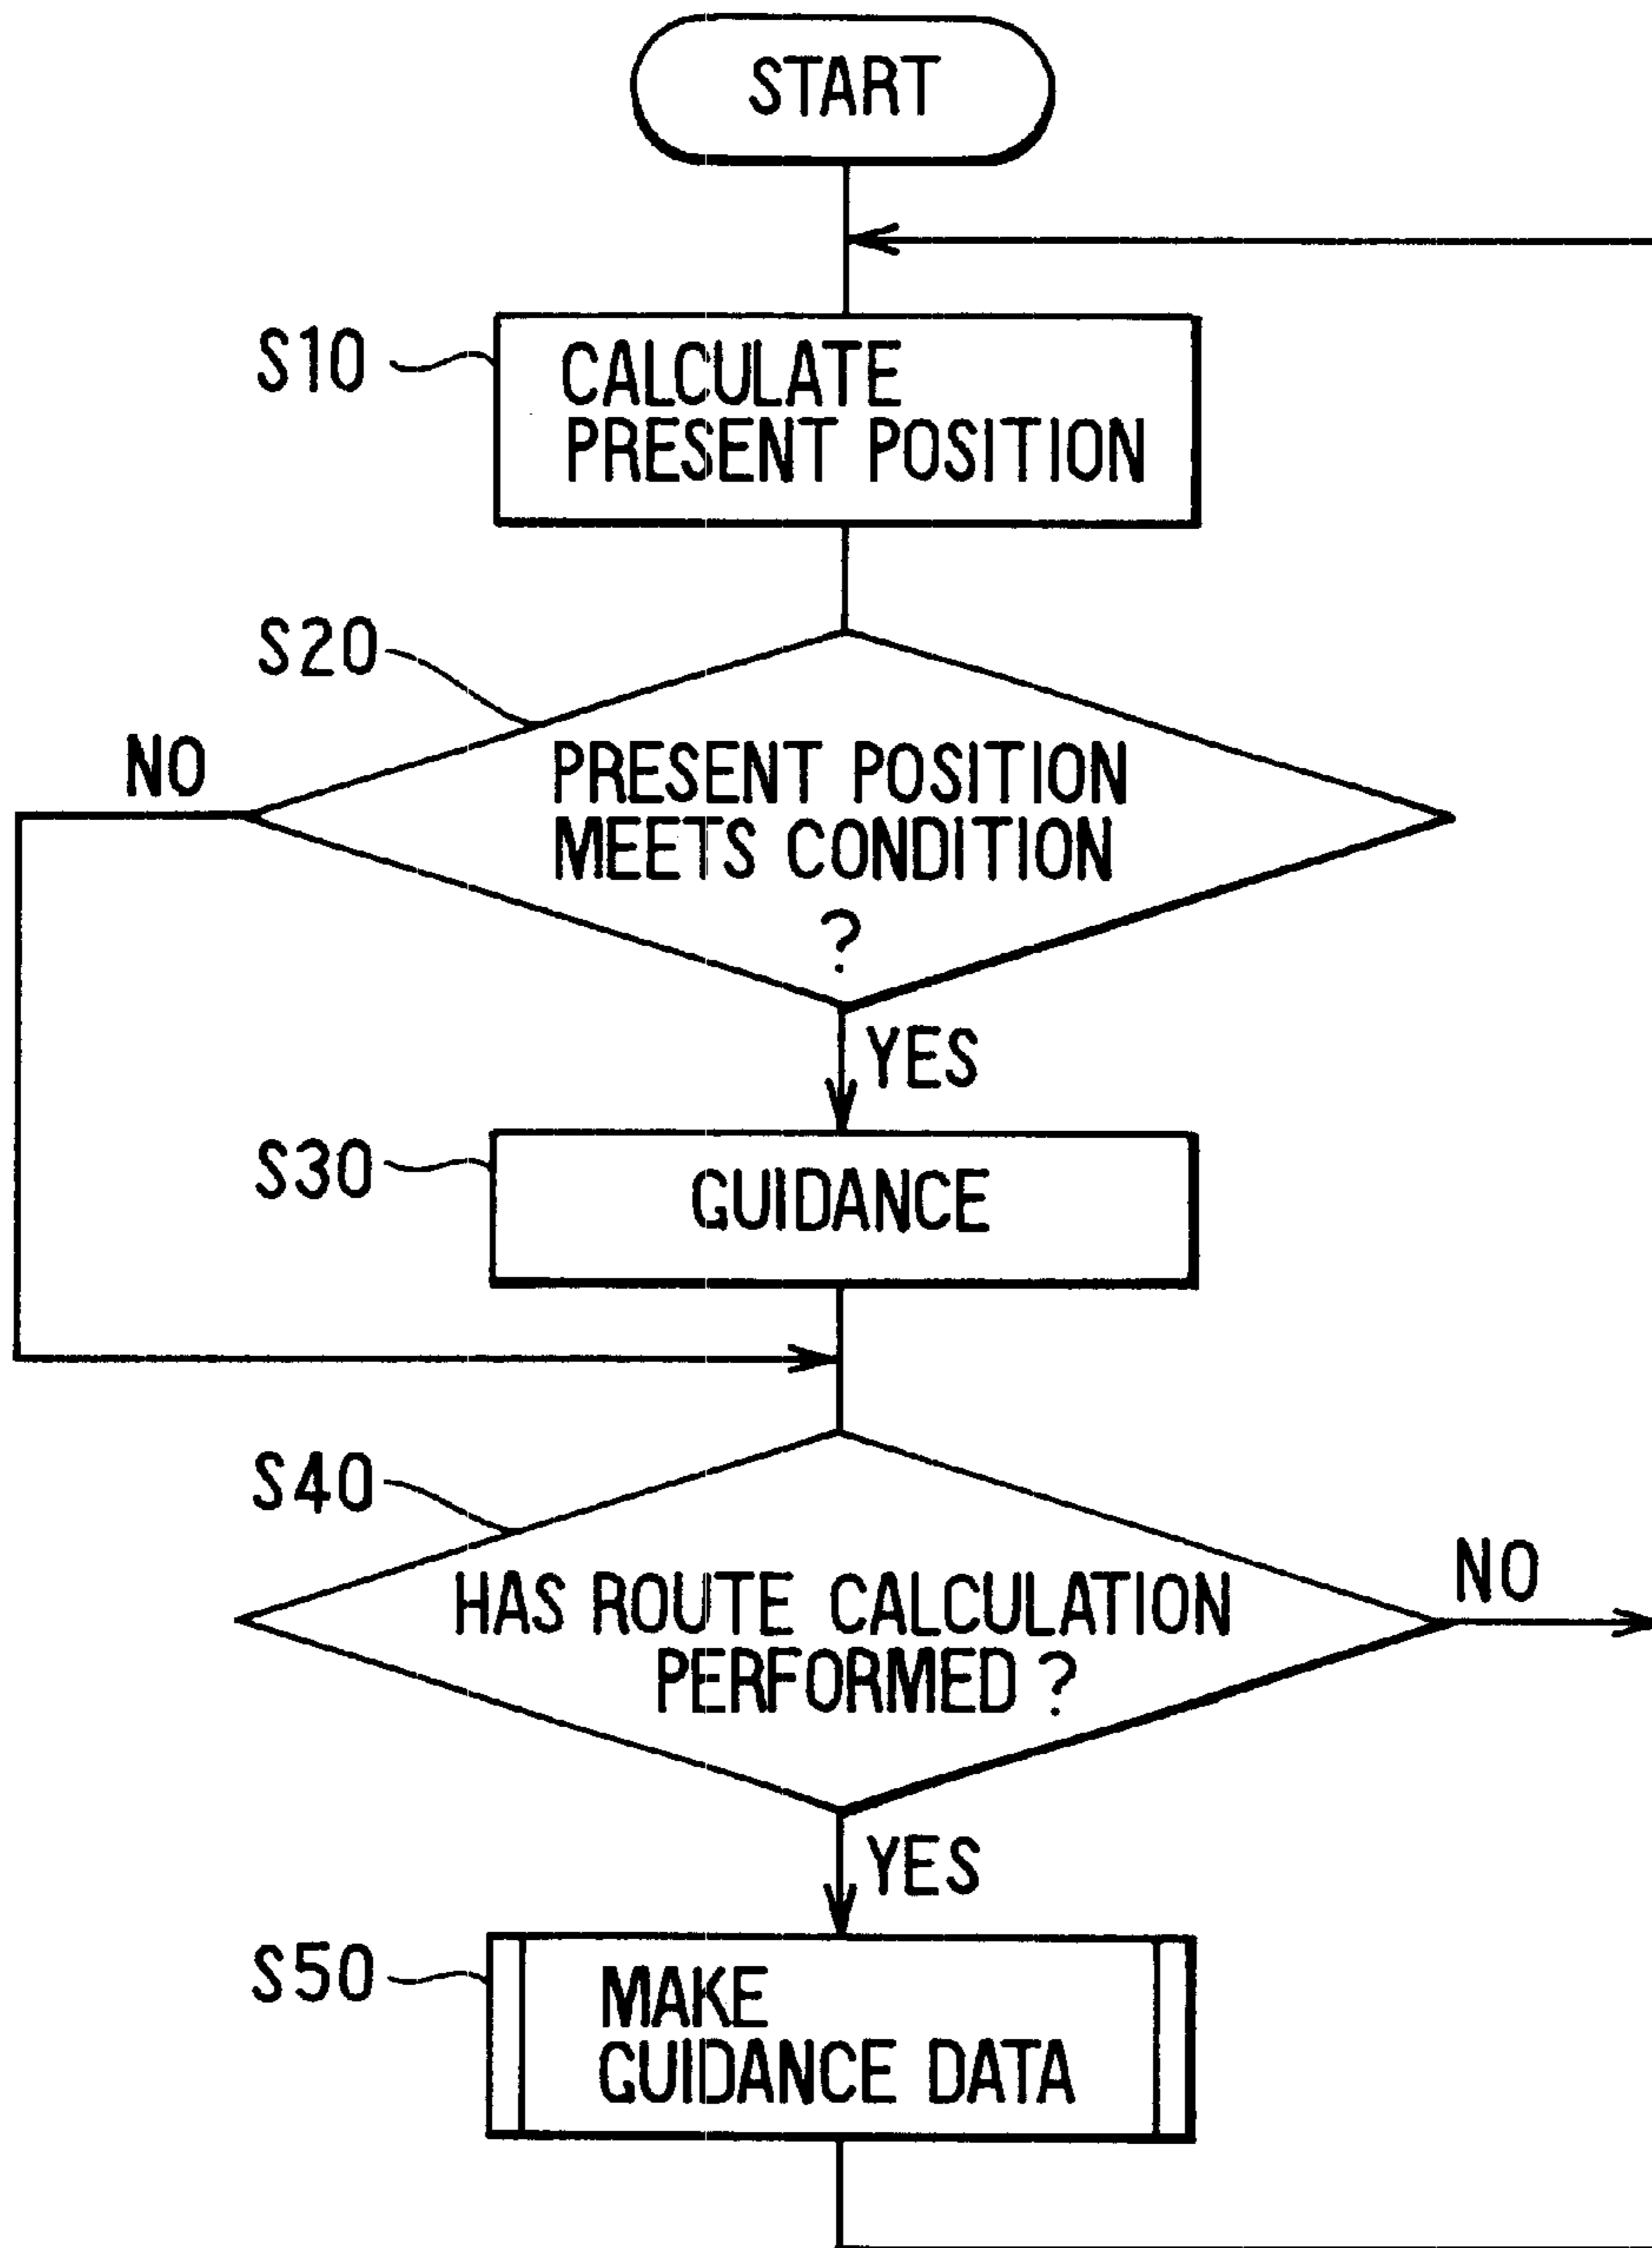 START
S10
CALCULATE
PRESENT POSITION
S20
NO
PRESENT POSITION
MEETS CONDITION
?
YES
S30
GUIDANCE
S40
HAS ROUTE CALCULATION
PERFORMED ?
NO
YES
S50
MAKE
GUIDANCE DATA